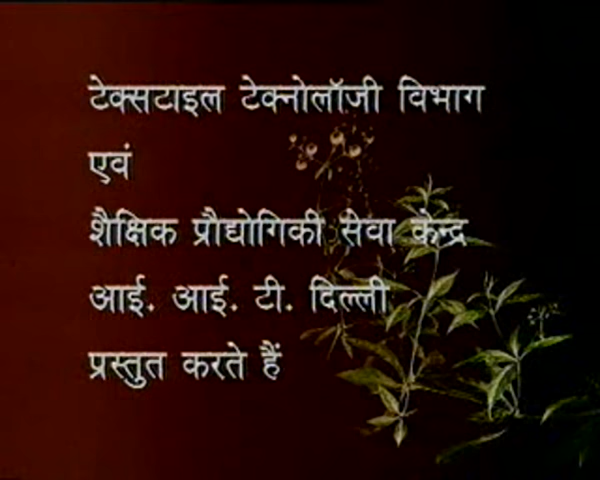 टेक्सटाइल टेक्नोलॉजी विभाग
एवं
शैक्षिक प्रौद्योगिकी सेवा केन्द्र
आई. आई. टी. दिल्ली
प्रस्तुत करते हैं